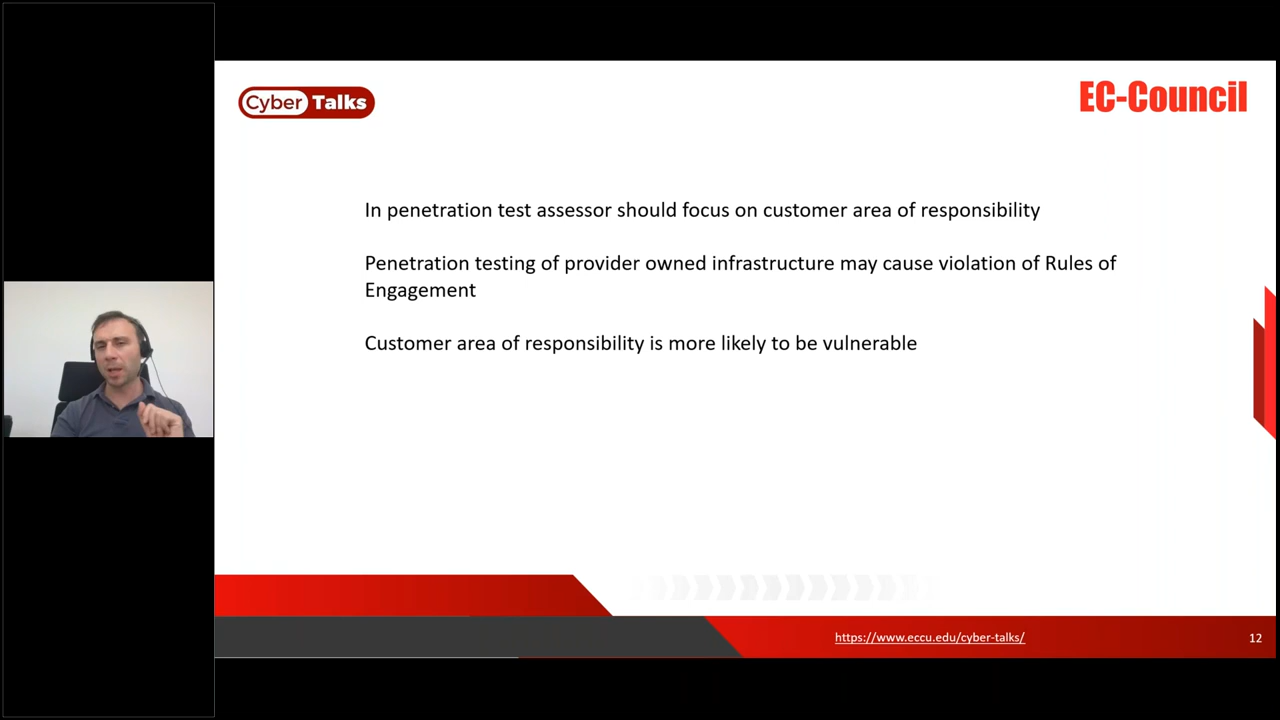 Cyber Talks
EC-Council
In penetration test assessor should focus on customer area of responsibility
Penetration testing of provider owned infrastructure may cause violation of Rules of
Engagement
Customer area of responsibility is more likely to be vulnerable
https://www.eccu.edu/cyber-talks/
12